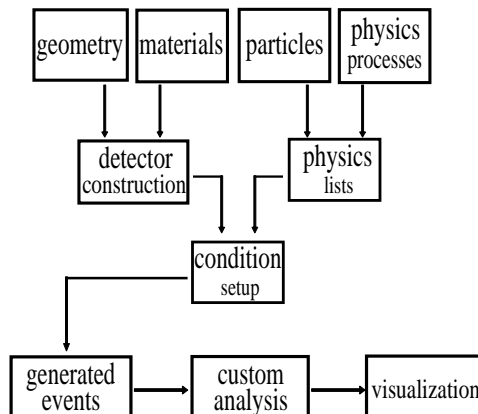 geometry
materials
particles
physics
processes
detector
construction
physics
lists
condition
setup
generated
events
custom
analysis
visualization